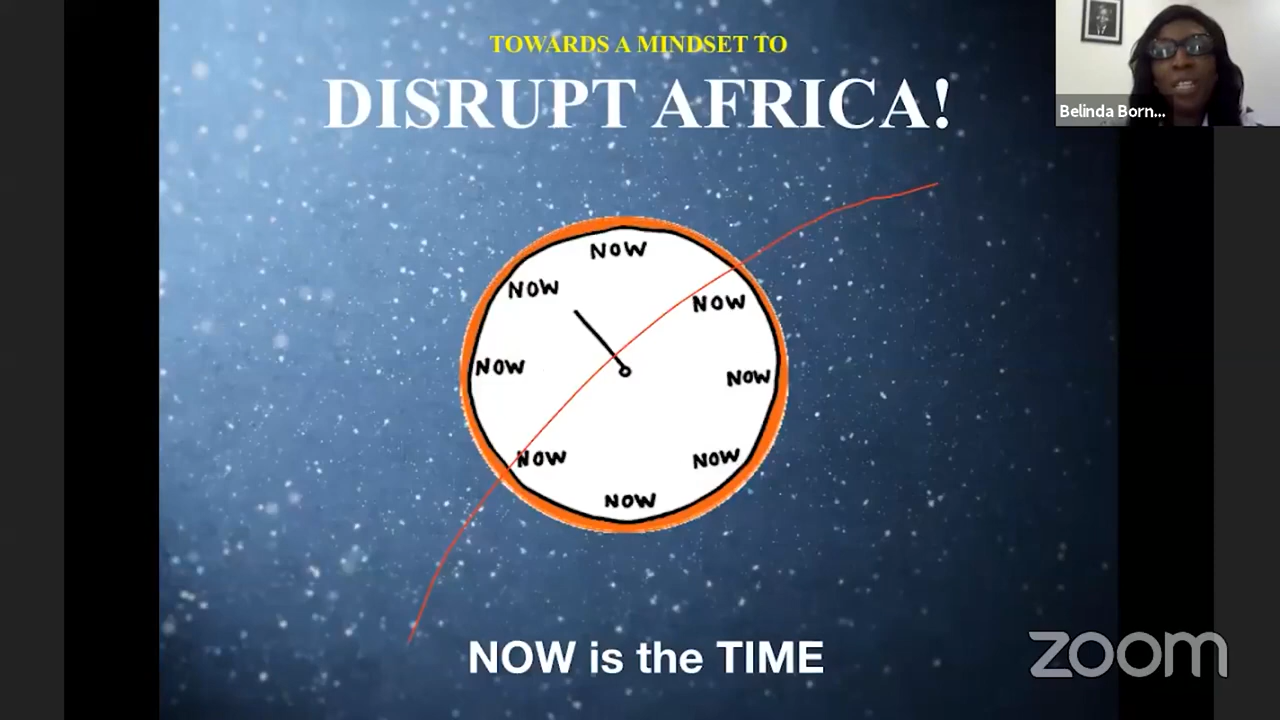 TOWARDS A MINDSET TO
DISRUPT AFRICA!
Belinda Born...
NOW
NOW
NOW
NOW
NOW
NOW
NOW
NOW
NOW is the TIME
zoom